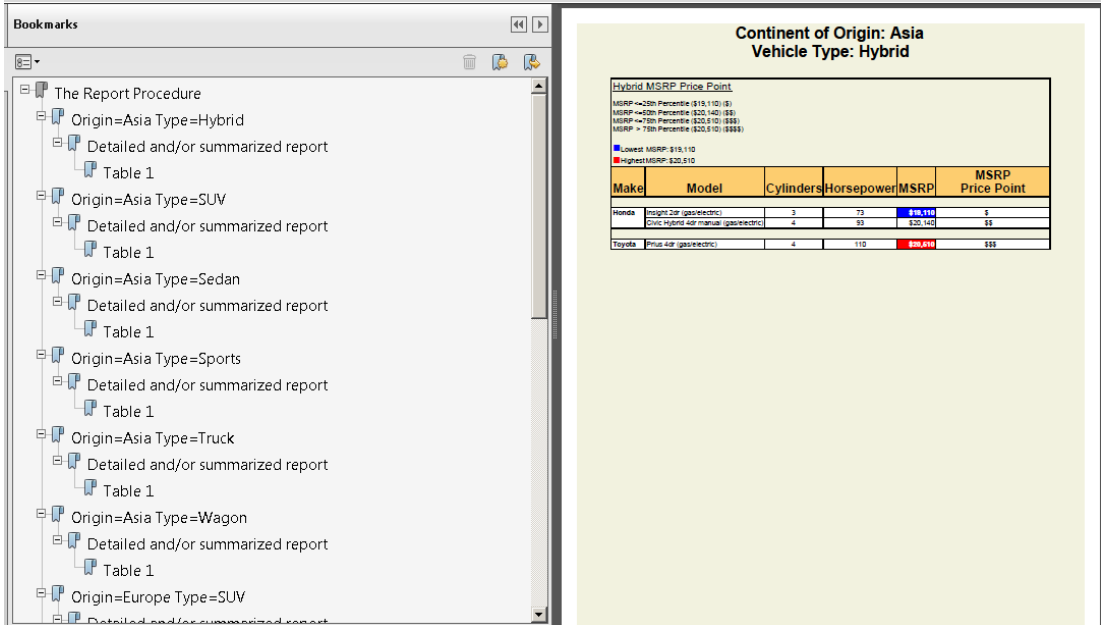 Bookmarks
The Report Procedure
Origin=Asia Type=Hybrid
Detailed and/or summarized report
Table 1
Origin=Asia Type=SUV
Detailed and/or summarized report
Table 1
Origin=Asia Type=Sedan
Detailed and/or summarized report
Table 1
Origin=Asia Type=Sports
Detailed and/or summarized report
Table 1
Origin=Asia Type=Truck
Detailed and/or summarized report
Table 1
Origin=Asia Type=Wagon
Detailed and/or summarized report
Table 1
Origin=Europe Type=SUV
Detailed and/or summarized report
Continent of Origin: Asia
Vehicle Type: Hybrid
Hybrid MSRP Price Point
MSRP <=25th Percentile ($19,110) ($)
MSRP <=50th Percentile ($20,140) ($$)
MSRP <=75th Percentile ($20,510) ($$$)
MSRP > 75th Percentile ($20,510) ($$$$)
Lowest MSRP: $19,110
Highest MSRP: $20,510
Make Model Cylinders Horsepower MSRP MSRP Price Point
Honda Insight 2dr (gas/electric) 3 73 $19,110 $
Civic Hybrid 4dr manual (gas/electric) 4 93 $20,140 $$
Toyota Prius 4dr (gas/electric) 4 110 $20,510 $$$